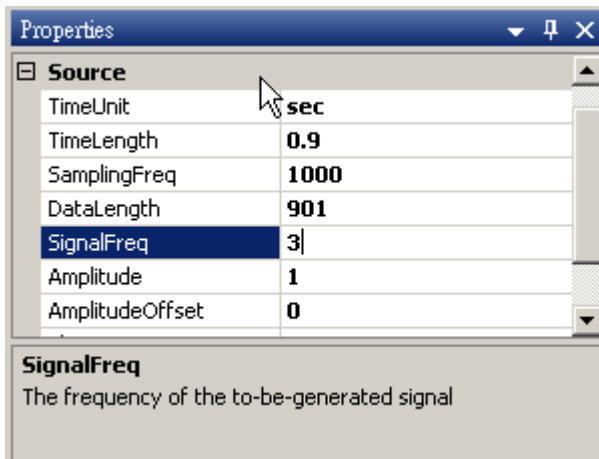 Properties
Source
TimeUnit sec
TimeLength 0.9
SamplingFreq 1000
DataLength 901
SignalFreq 3
Amplitude 1
AmplitudeOffset 0
SignalFreq
The frequency of the to-be-generated signal